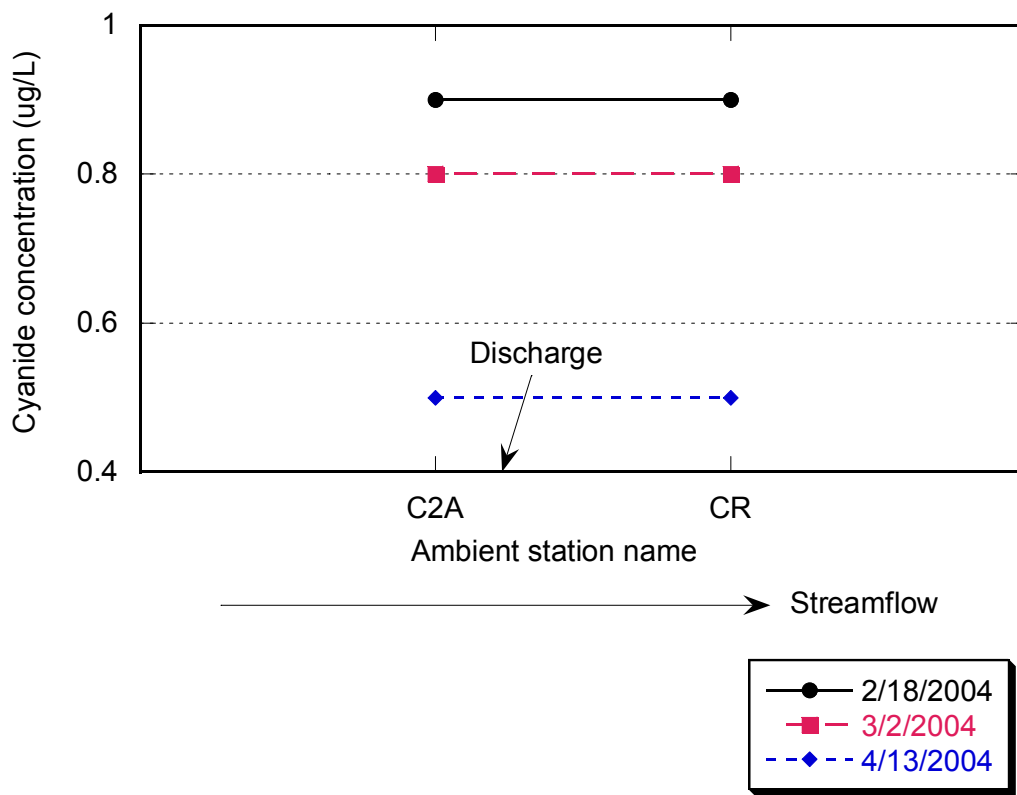 Cyanide concentration (ug/L)
1
0.8
0.6
0.4
Discharge
C2A CR
Ambient station name
Streamflow
2/18/2004
3/2/2004
4/13/2004